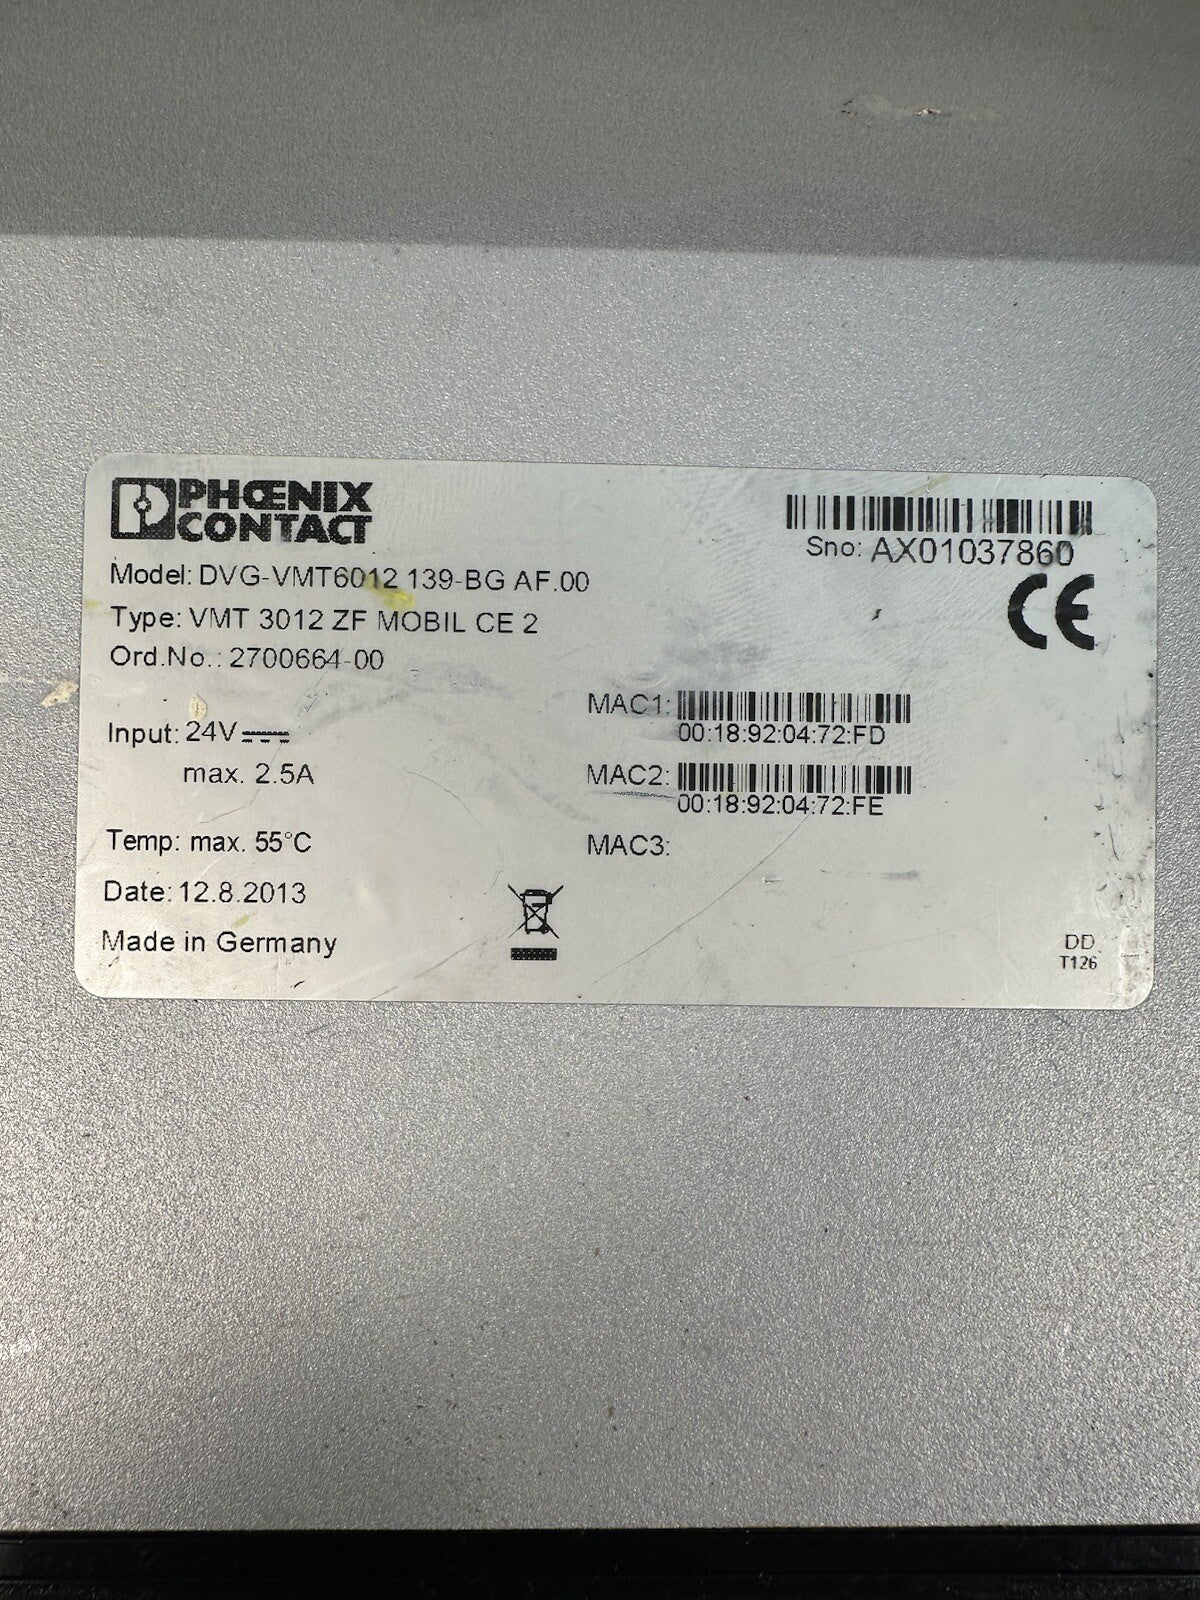 PHŒNIX
CONTACT
Sno: AX01037860
Model: DVG-VMT6012 139-BG AF.00
CE
Type: VMT 3012 ZF MOBIL CE 2
Ord.No.: 2700664-00
Input: 24V
max. 2.5A
MAC1:
00:18:92:04:72:FD
MAC2:
00:18:92:04:72:FE
Temp: max. 55°C
MAC3:
Date: 12.8.2013
Made in Germany
DD
T126